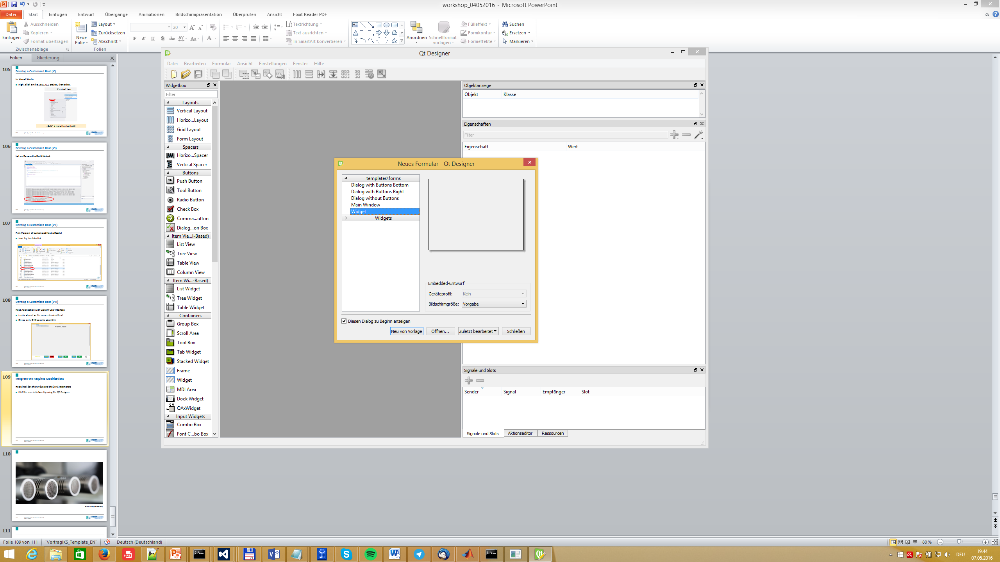 workshop_04052016 - Microsoft PowerPoint
Datei Start Einfügen Entwurf Übergänge Animationen Bildschirmpräsentation Überprüfen Ansicht Foxit Reader PDF
Einfügen
Ausschneiden
Kopieren
Format übertragen
Zwischenablage
Neue Folie
Layout
Zurücksetzen
Abschnitt
Folien
20
Textrichtung
Text ausrichten
In SmartArt konvertieren
Anordnen
Schnellformat-vorlagen
Fülleffekt
Formkontur
Formeffekte
Suchen
Ersetzen
Markieren
Folien Gliederung
105
Develop a Customized Host (V)
In Visual Studio
Right-click on the INSTALL project, then select
Erstellen
„Build" is more than just build!
106
Develop a Customized Host (VI)
Let us Review the Build Output
107
Develop a Customized Host (VII)
First Version of Customized Host is Ready!
Start by double-click
108
Develop a Customized Host (VIII)
Host Application with Custom User Interface
Looks almost as the non-customized host
Drives only ONE specific algorithm
109
Integrate the Required Modifications
Required: Set the ANGLE and the CFAC Parameters
Edit the user interface by using the QT Designer
110
111
Qt Designer
Datei Bearbeiten Formular Ansicht Einstellungen Fenster Hilfe
Widgetbox
Filter
Layouts
Vertical Layout
Horizo...Layout
Grid Layout
Form Layout
Spacers
Horizo...Spacer
Vertical Spacer
Buttons
Push Button
Tool Button
Radio Button
Check Box
Comma...utton
Dialog...on Box
Item Vie...l-Based)
List View
Tree View
Table View
Column View
Item Wi...-Based)
List Widget
Tree Widget
Table Widget
Containers
Group Box
Scroll Area
Tool Box
Tab Widget
Stacked Widget
Frame
Widget
MDI Area
Dock Widget
QAxWidget
Input Widgets
Combo Box
Font C...bo Box
Objektanzeige
Objekt Klasse
Eigenschaften
Filter
Eigenschaft Wert
Neues Formular - Qt Designer
templates\forms
Dialog with Buttons Bottom
Dialog with Buttons Right
Dialog without Buttons
Main Window
Widget
Widgets
Embedded-Entwurf
Geräteprofil: Kein
Bildschirmgröße: Vorgabe
Diesen Dialog zu Beginn anzeigen
Neu von Vorlage Öffnen... Zuletzt bearbeitet Schließen
Signale und Slots
Sender Signal Empfänger Slot
Signale und Slots Aktionseditor Ressourcen
Folie 109 von 111 "VortragIKS_Template_EN" Deutsch (Deutschland)
80 %
DEU
19:44
07.05.2016